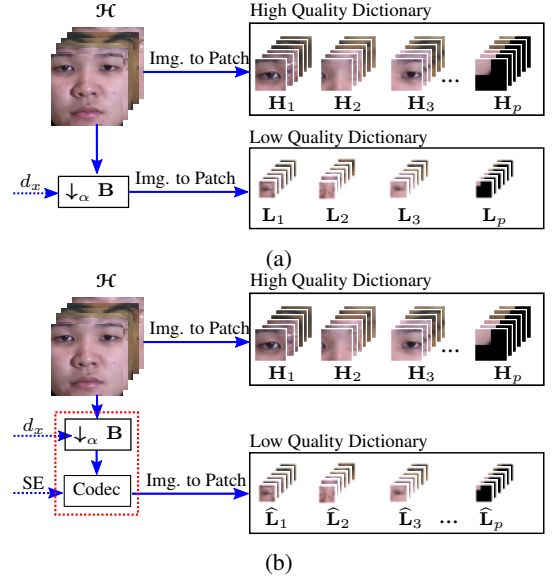 ℋ
High Quality Dictionary
Img. to Patch
...
H₁ H₂ H₃ Hₚ
Low Quality Dictionary
dₓ
↓α B
Img. to Patch
L₁ L₂ L₃ Lₚ
(a)
ℋ
High Quality Dictionary
Img. to Patch
...
H₁ H₂ H₃ Hₚ
dₓ
↓α B
Low Quality Dictionary
SE
Codec
Img. to Patch
L̂₁ L̂₂ L̂₃ ... L̂ₚ
(b)